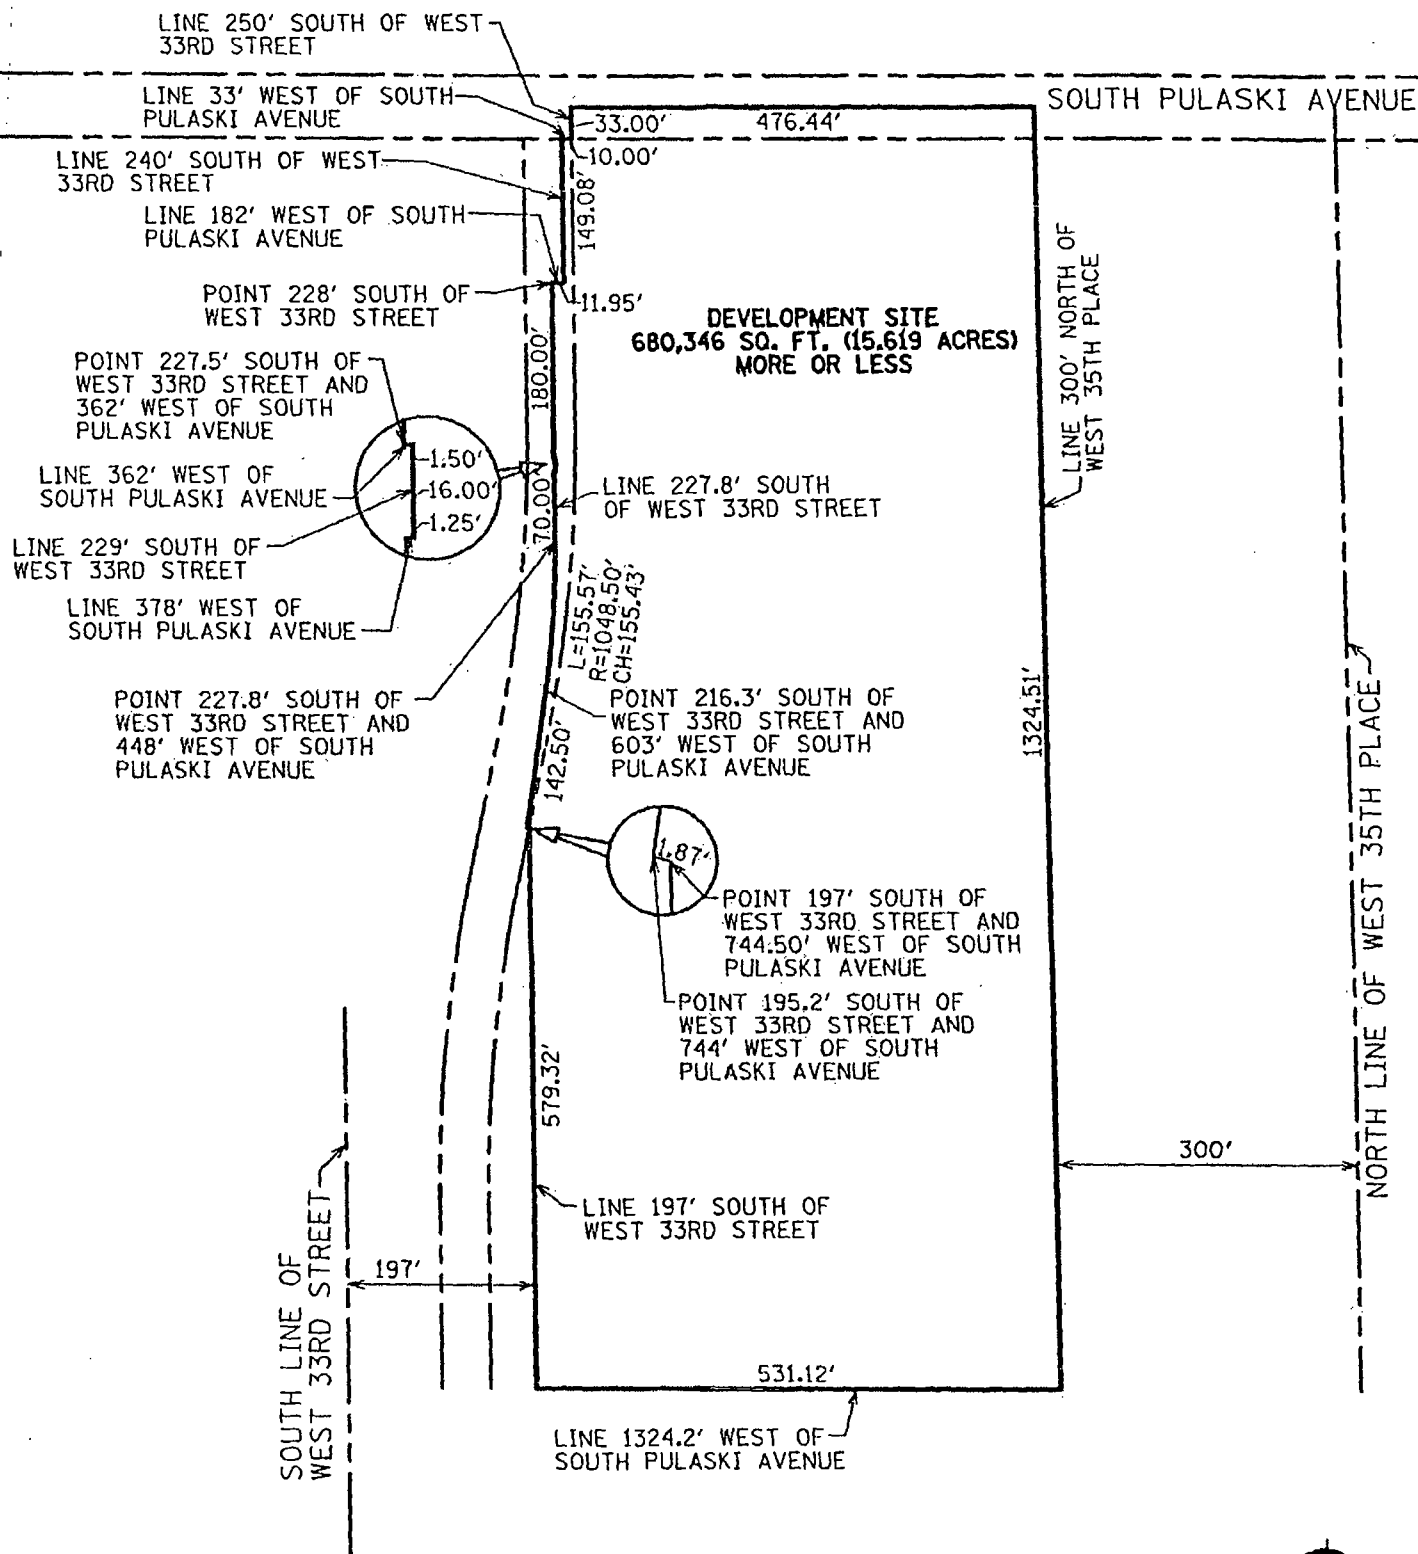 LINE 250' SOUTH OF WEST
33RD STREET
SOUTH PULASKI AVENUE
LINE 33' WEST OF SOUTH
PULASKI AVENUE
33.00'
476.44'
10.00'
LINE 240' SOUTH OF WEST
33RD STREET
149.08'
LINE 182' WEST OF SOUTH
PULASKI AVENUE
LINE 300' NORTH OF
WEST 35TH PLACE
POINT 228' SOUTH OF
WEST 33RD STREET
11.95'
DEVELOPMENT SITE
680,346 SQ. FT. (15.619 ACRES)
MORE OR LESS
180.00'
POINT 227.5' SOUTH OF
WEST 33RD STREET AND
362' WEST OF SOUTH
PULASKI AVENUE
1.50'
16.00'
1.25'
LINE 362' WEST OF
SOUTH PULASKI AVENUE
70.00'
LINE 227.8' SOUTH
OF WEST 33RD STREET
LINE 229' SOUTH OF
WEST 33RD STREET
LINE 378' WEST OF
SOUTH PULASKI AVENUE
L=155.57'
R=1048.50'
CH=155.43'
POINT 227.8' SOUTH OF
WEST 33RD STREET AND
448' WEST OF SOUTH
PULASKI AVENUE
POINT 216.3' SOUTH OF
WEST 33RD STREET AND
603' WEST OF SOUTH
PULASKI AVENUE
142.50'
1324.51'
NORTH LINE OF WEST 35TH PLACE
1.87'
POINT 197' SOUTH OF
WEST 33RD STREET AND
744.50' WEST OF SOUTH
PULASKI AVENUE
POINT 195.2' SOUTH OF
WEST 33RD STREET AND
744' WEST OF SOUTH
PULASKI AVENUE
579.32'
300'
LINE 197' SOUTH OF
WEST 33RD STREET
197'
SOUTH LINE OF
WEST 33RD STREET
531.12'
LINE 1324.2' WEST OF
SOUTH PULASKI AVENUE